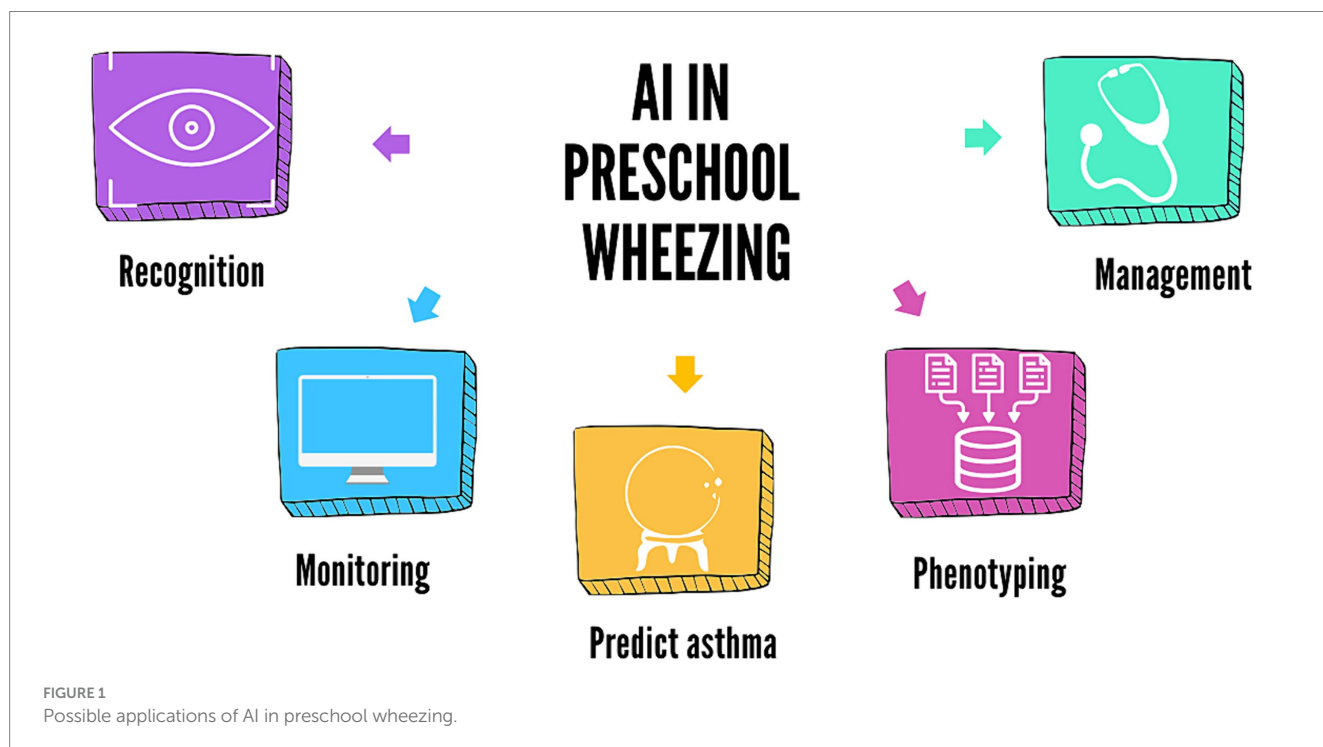 AI IN
PRESCHOOL
WHEEZING
Recognition
Management
Monitoring
Phenotyping
Predict asthma
FIGURE 1
Possible applications of AI in preschool wheezing.